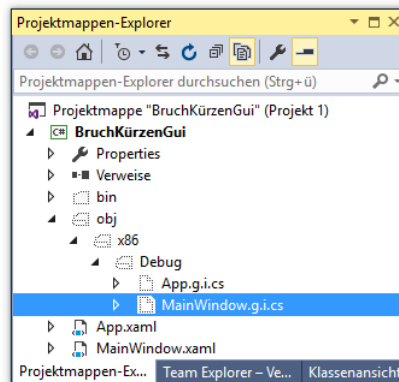 Projektmappen-Explorer
Projektmappen-Explorer durchsuchen (Strg+ü)
Projektmappe "BruchKürzenGui" (Projekt 1)
C# BruchKürzenGui
Properties
Verweise
bin
obj
x86
Debug
App.g.i.cs
MainWindow.g.i.cs
App.xaml
MainWindow.xaml
Projektmappen-Ex... Team Explorer – Ve... Klassenansicht